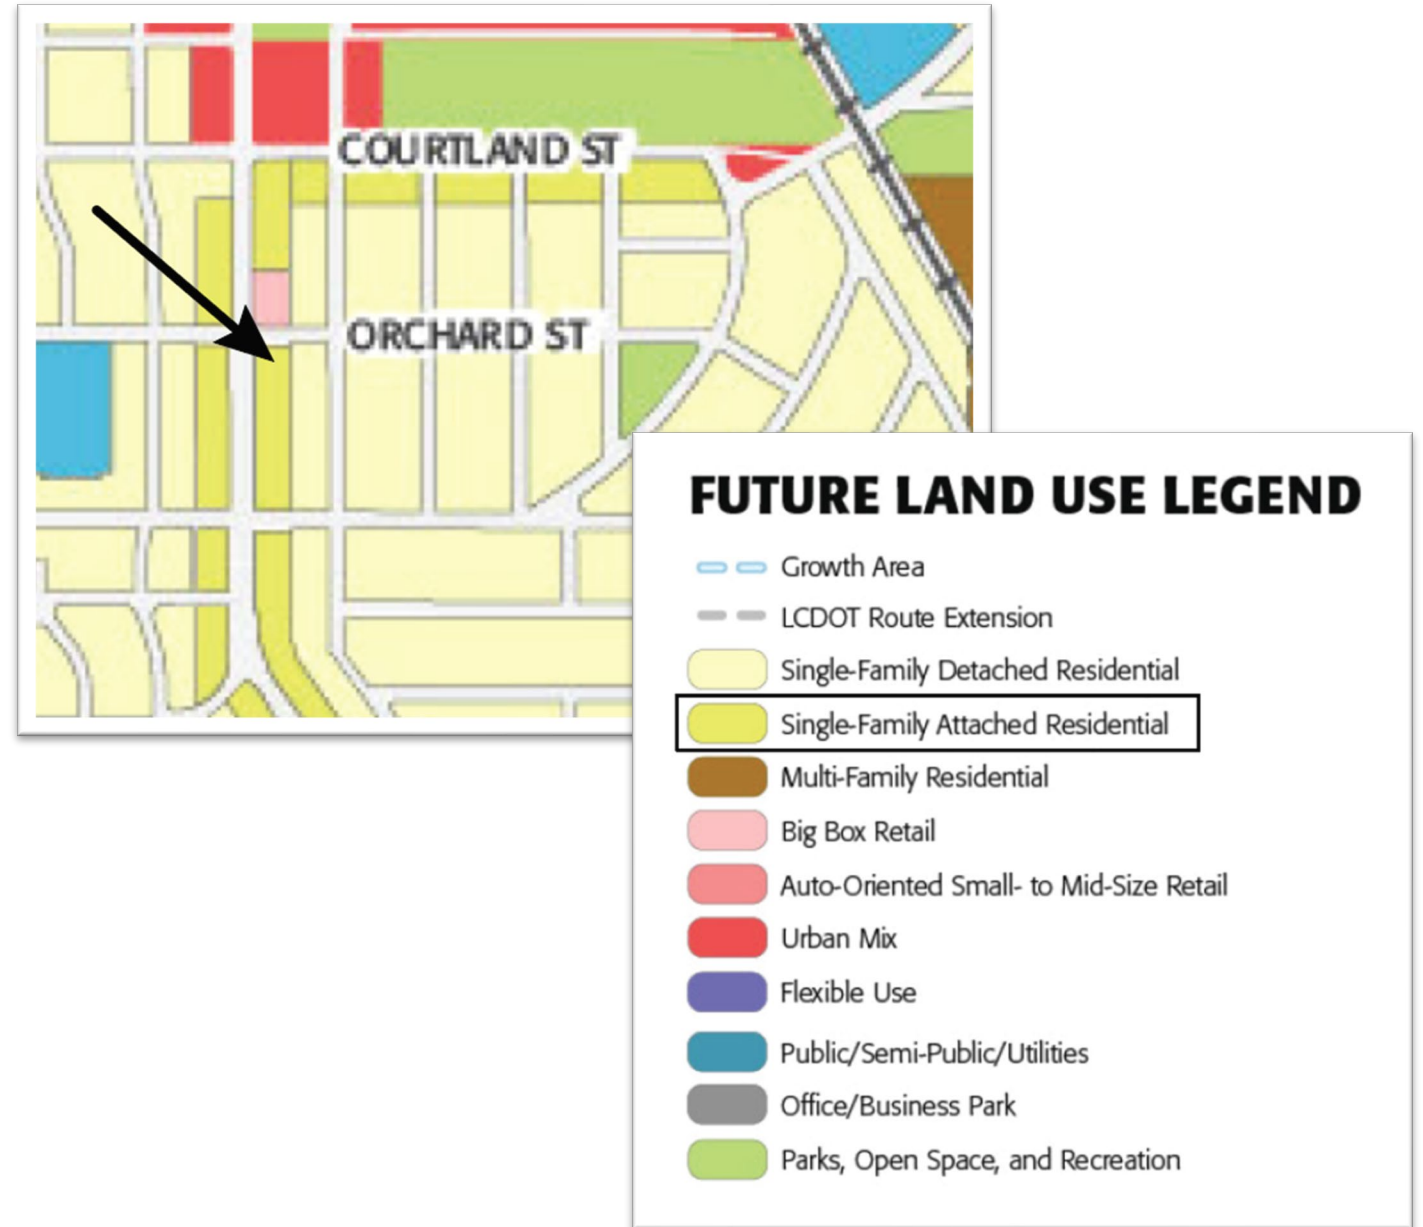 COURTLAND ST
ORCHARD ST
FUTURE LAND USE LEGEND
Growth Area
LCDOT Route Extension
Single-Family Detached Residential
Single-Family Attached Residential
Multi-Family Residential
Big Box Retail
Auto-Oriented Small- to Mid-Size Retail
Urban Mix
Flexible Use
Public/Semi-Public/Utilities
Office/Business Park
Parks, Open Space, and Recreation